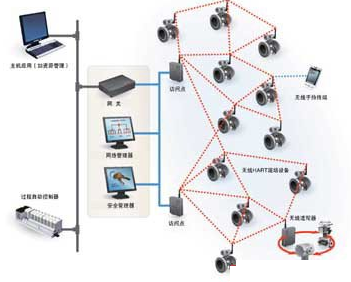 主机应用（如资源管理）
网 关
访问点
无线手持终端
网络管理器
无线HART现场设备
过程自动控制器
安全管理器
访问点
无线适配器